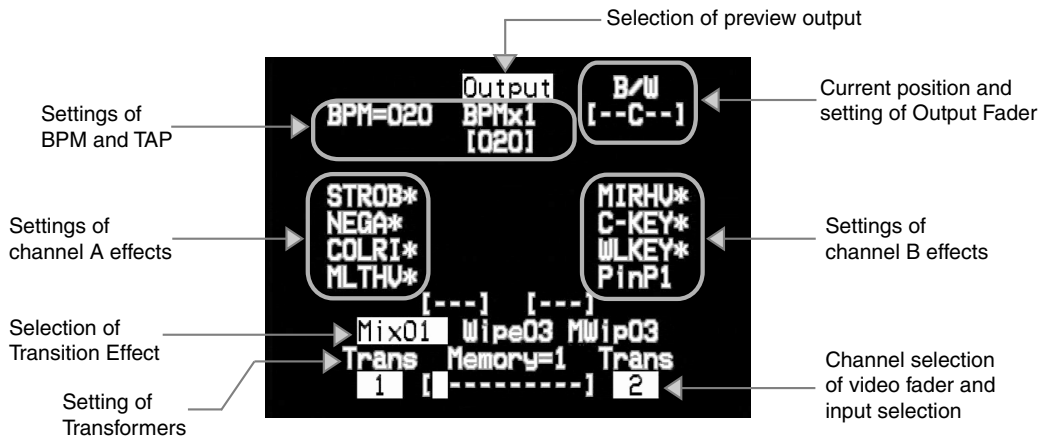 Selection of preview output
Output
B/W
BPM=020 BPMx1
[--C--]
[020]
Settings of
BPM and TAP
Current position and
setting of Output Fader
STROB*
NEGA*
COLRI*
MLTHV*
MIRHV*
C-KEY*
WLKEY*
PinP1
Settings of
channel A effects
Settings of
channel B effects
[---] [---]
Mix01 Wipe03 MWip03
Trans Memory=1 Trans
1 [----------] 2
Selection of
Transition Effect
Setting of
Transformers
Channel selection
of video fader and
input selection